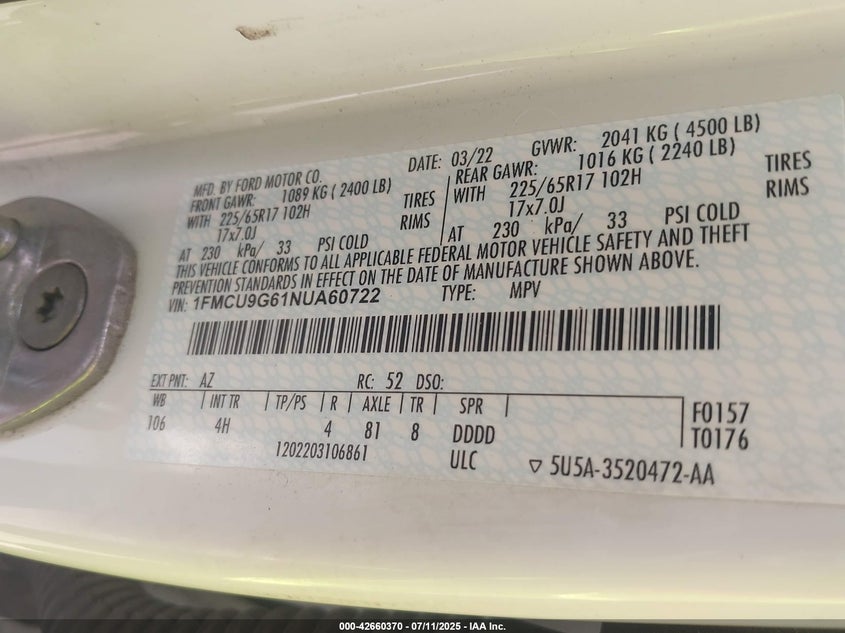 MFD. BY FORD MOTOR CO. DATE: 03/22 GVWR: 2041 KG ( 4500 LB)
FRONT GAWR: 1089 KG ( 2400 LB) REAR GAWR: 1016 KG ( 2240 LB)
WITH 225/65R17 102H TIRES WITH 225/65R17 102H TIRES
17x7.0J RIMS 17x7.0J RIMS
AT 230 kPa/ 33 PSI COLD AT 230 kPa/ 33 PSI COLD
THIS VEHICLE CONFORMS TO ALL APPLICABLE FEDERAL MOTOR VEHICLE SAFETY AND THEFT
PREVENTION STANDARDS IN EFFECT ON THE DATE OF MANUFACTURE SHOWN ABOVE.
VIN: 1FMCU9G61NUA60722 TYPE: MPV
EXT PNT: AZ RC: 52 DSO:
WB INT TR TP/PS R AXLE TR SPR F0157
106 4H 4 81 8 DDDD T0176
1202203106861 ULC ▽ 5U5A-3520472-AA
000-42660370 - 07/11/2025 - IAA Inc.